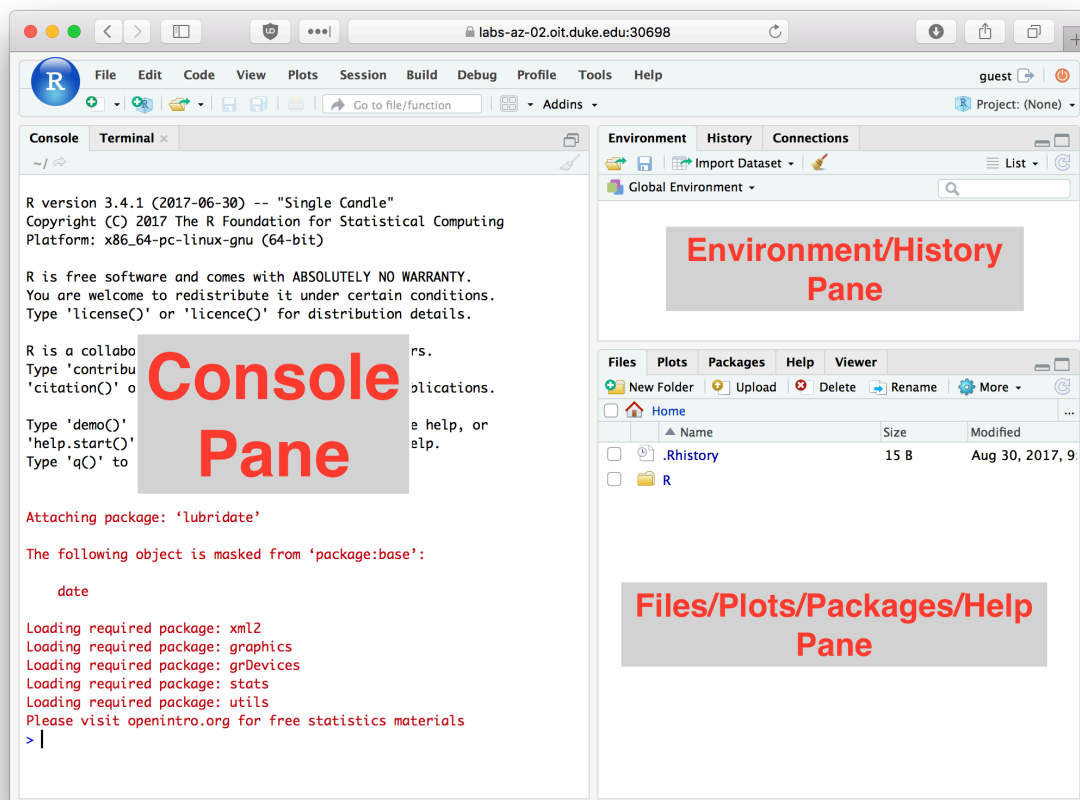 labs-az-02.oit.duke.edu:30698
R File Edit Code View Plots Session Build Debug Profile Tools Help guest
R Go to file/function Addins R Project: (None)
Console Terminal
~/
R version 3.4.1 (2017-06-30) -- "Single Candle"
Copyright (C) 2017 The R Foundation for Statistical Computing
Platform: x86_64-pc-linux-gnu (64-bit)
R is free software and comes with ABSOLUTELY NO WARRANTY.
You are welcome to redistribute it under certain conditions.
Type 'license()' or 'licence()' for distribution details.
R is a collabo rs.
Type 'contribu
'citation()' o blications.
Type 'demo()' e help, or
'help.start()' elp.
Type 'q()' to
Console
Pane
Attaching package: ‘lubridate’
The following object is masked from ‘package:base’:
date
Loading required package: xml2
Loading required package: graphics
Loading required package: grDevices
Loading required package: stats
Loading required package: utils
Please visit openintro.org for free statistics materials
>
Environment History Connections
Import Dataset List
Global Environment
Environment/History
Pane
Files Plots Packages Help Viewer
New Folder Upload Delete Rename More
Home ...
Name Size Modified
.Rhistory 15 B Aug 30, 2017, 9:
R
Files/Plots/Packages/Help
Pane